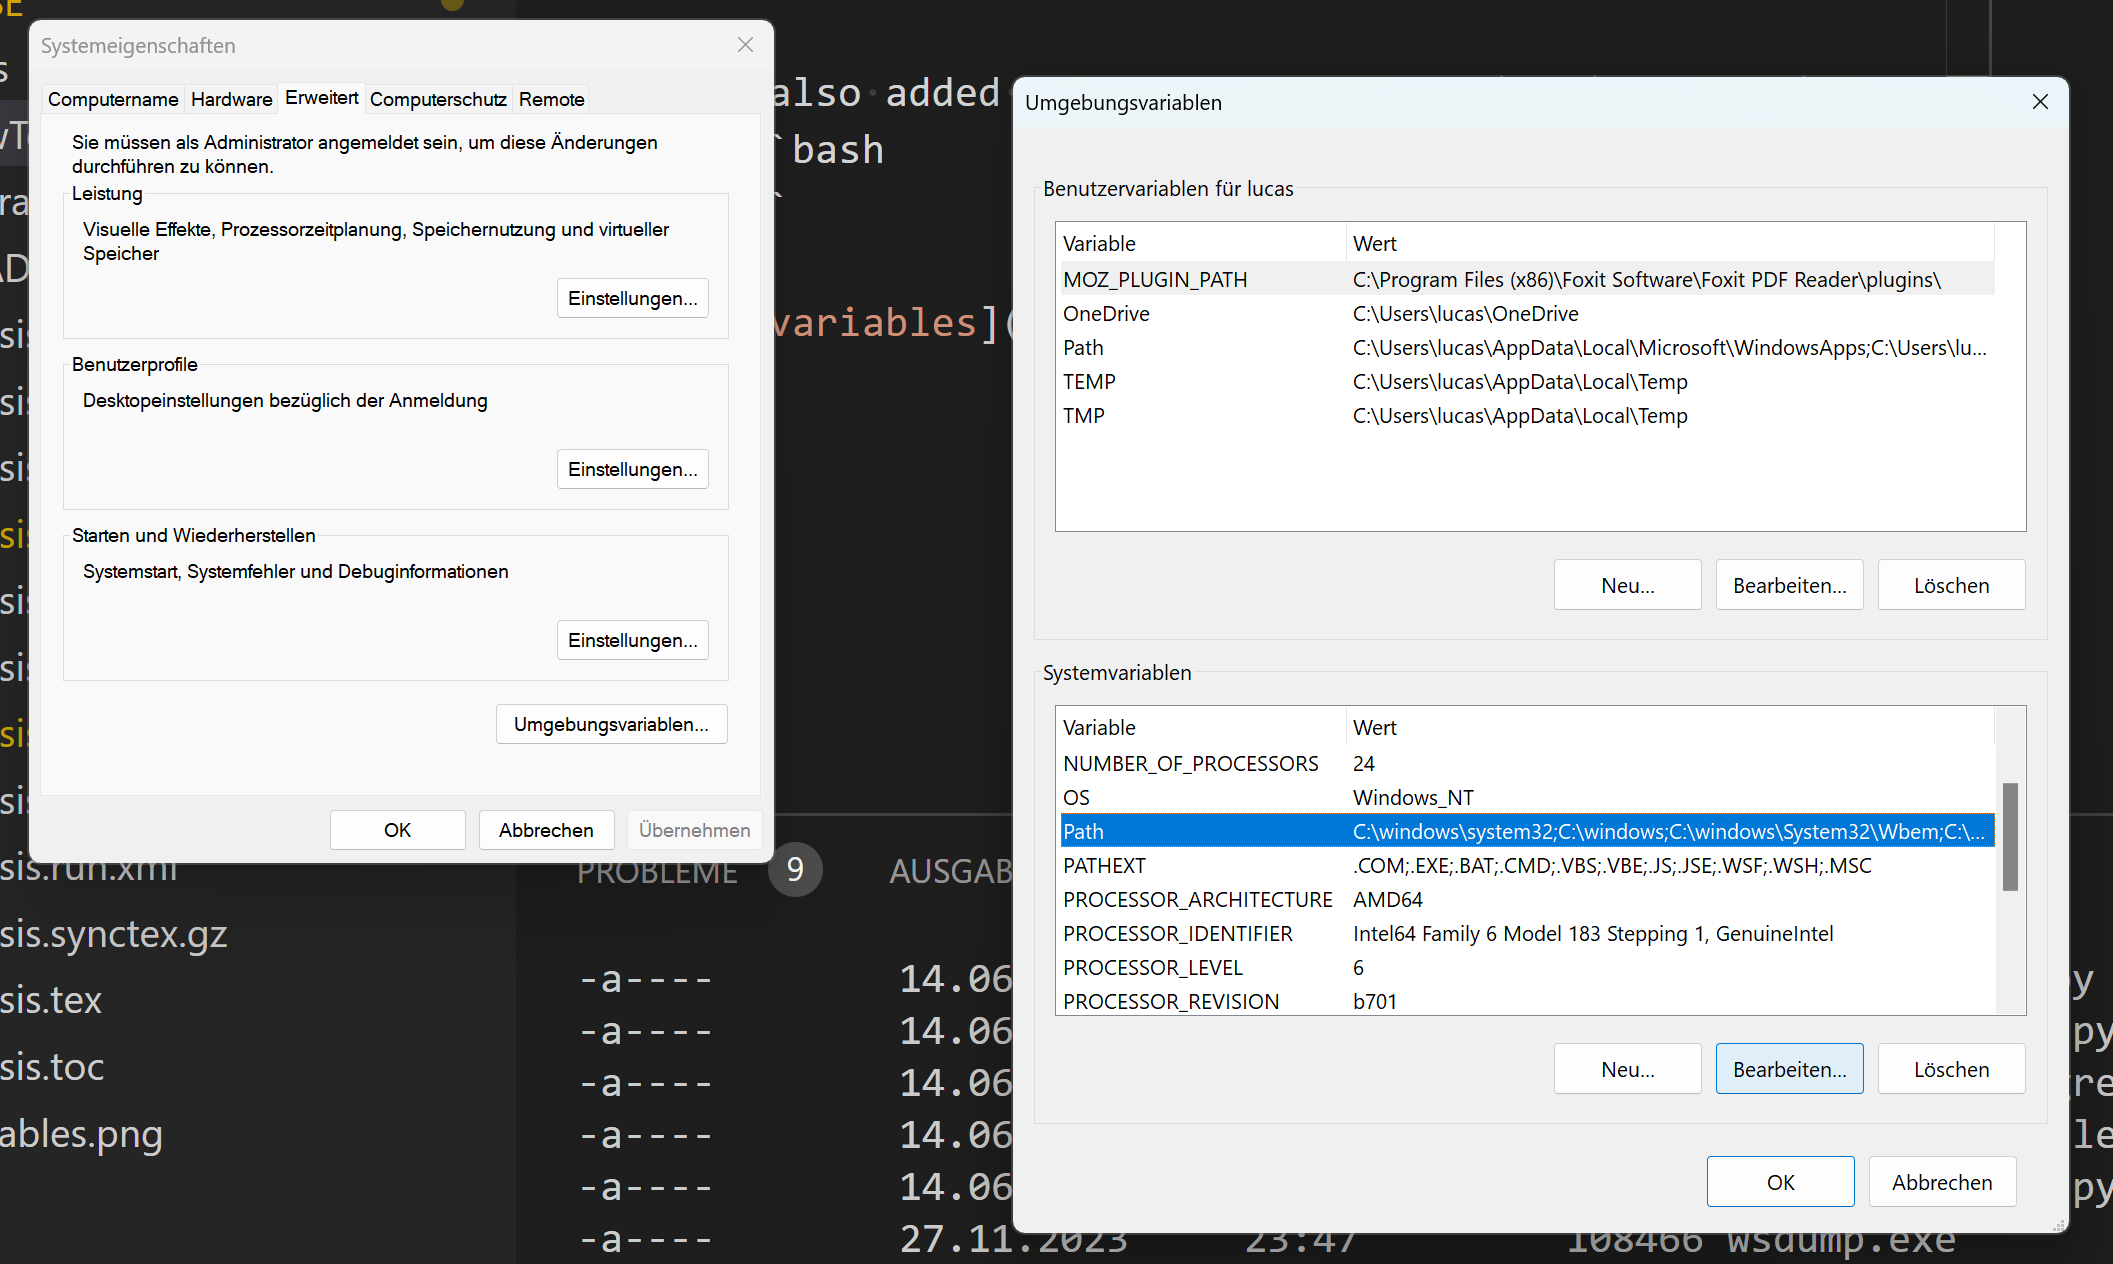 SE
Systemeigenschaften
Computername Hardware Erweitert Computerschutz Remote
Sie müssen als Administrator angemeldet sein, um diese Änderungen
durchführen zu können.
Leistung
Visuelle Effekte, Prozessorzeitplanung, Speichernutzung und virtueller
Speicher
Einstellungen...
Benutzerprofile
Desktopeinstellungen bezüglich der Anmeldung
Einstellungen...
Starten und Wiederherstellen
Systemstart, Systemfehler und Debuginformationen
Einstellungen...
Umgebungsvariablen...
OK Abbrechen Übernehmen
also added
`bash
`
variables](
Umgebungsvariablen
Benutzervariablen für lucas
Variable Wert
MOZ_PLUGIN_PATH C:\Program Files (x86)\Foxit Software\Foxit PDF Reader\plugins\
OneDrive C:\Users\lucas\OneDrive
Path C:\Users\lucas\AppData\Local\Microsoft\WindowsApps;C:\Users\lu...
TEMP C:\Users\lucas\AppData\Local\Temp
TMP C:\Users\lucas\AppData\Local\Temp
Neu... Bearbeiten... Löschen
Systemvariablen
Variable Wert
NUMBER_OF_PROCESSORS 24
OS Windows_NT
Path C:\windows\system32;C:\windows;C:\windows\System32\Wbem;C:\...
PATHEXT .COM;.EXE;.BAT;.CMD;.VBS;.VBE;.JS;.JSE;.WSF;.WSH;.MSC
PROCESSOR_ARCHITECTURE AMD64
PROCESSOR_IDENTIFIER Intel64 Family 6 Model 183 Stepping 1, GenuineIntel
PROCESSOR_LEVEL 6
PROCESSOR_REVISION b701
Neu... Bearbeiten... Löschen
OK Abbrechen
sis.run.xml
sis.synctex.gz
sis.tex
sis.toc
ables.png
PROBLEME 9 AUSGAB
-a---- 14.06
-a---- 14.06
-a---- 14.06
-a---- 14.06
-a---- 14.06
-a---- 27.11.2023 23:47 108466 wsdump.exe